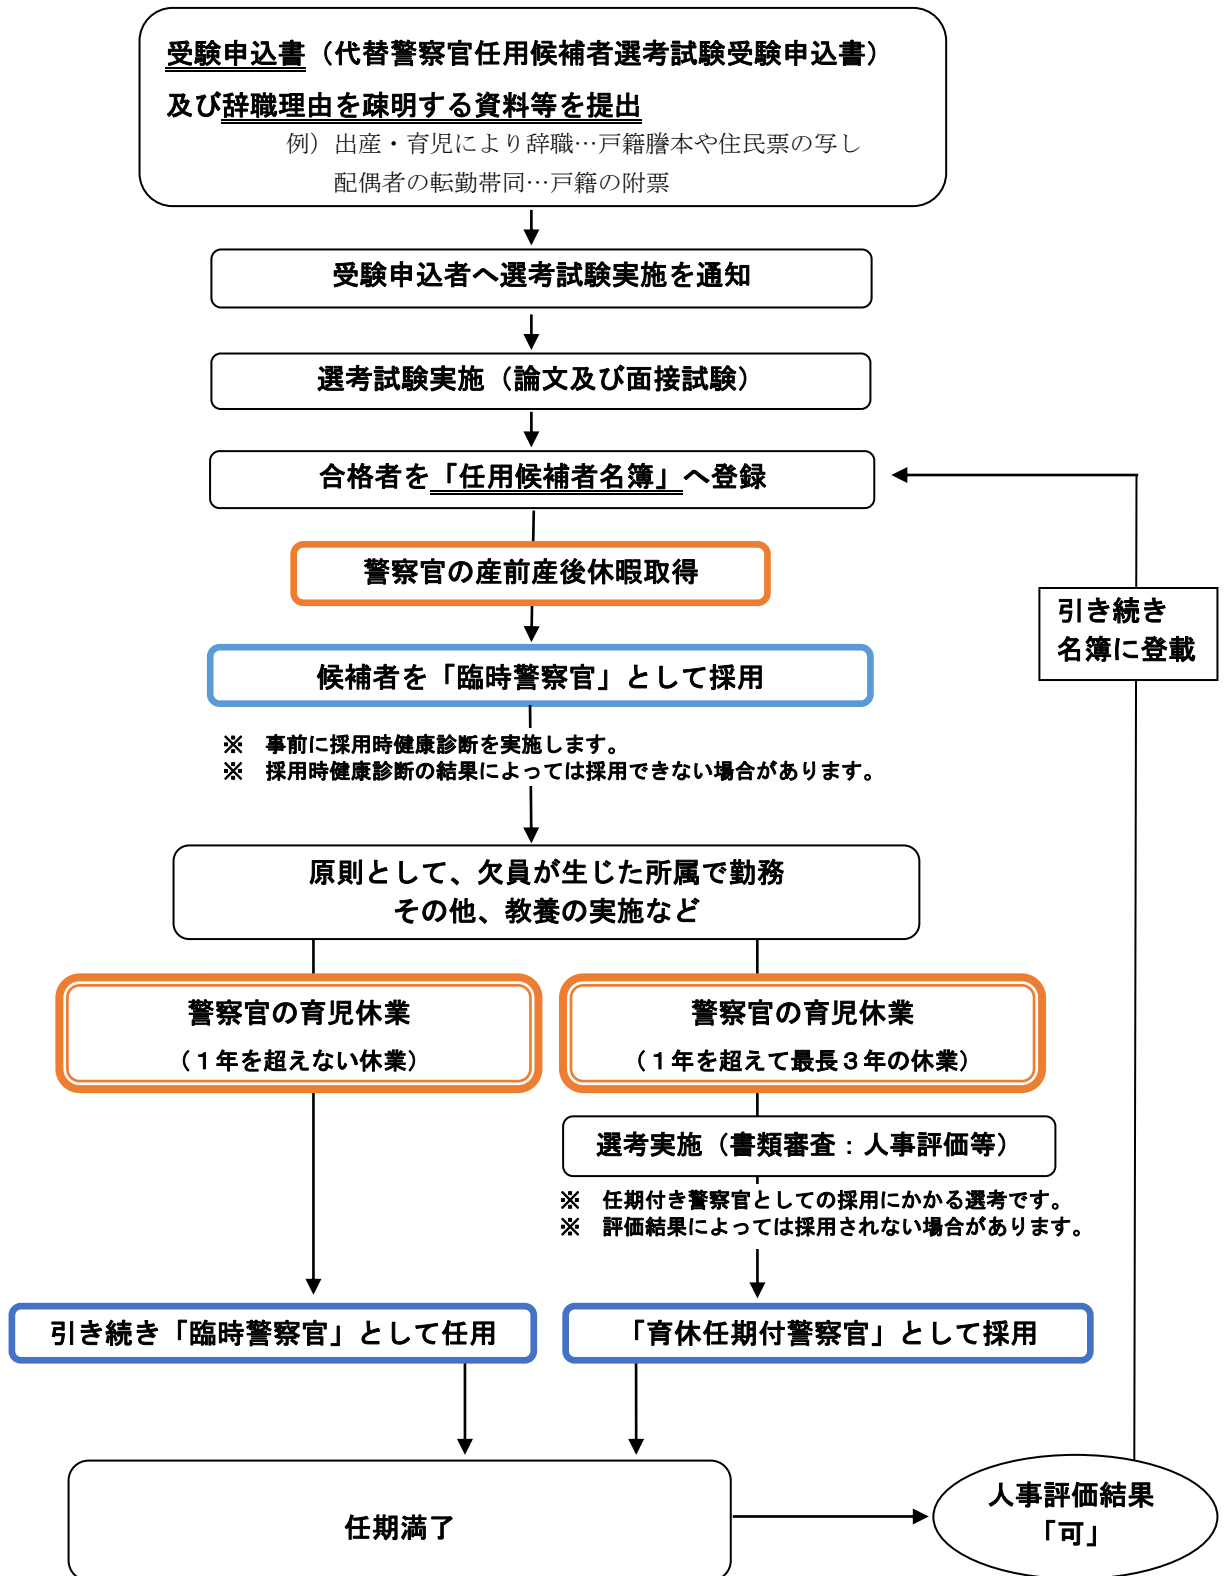 受験申込書（代替警察官任用候補者選考試験受験申込書）
及び辞職理由を疎明する資料等を提出
例）出産・育児により辞職…戸籍謄本や住民票の写し
配偶者の転勤帯同…戸籍の附票
受験申込者へ選考試験実施を通知
選考試験実施（論文及び面接試験）
合格者を「任用候補者名簿」へ登録
警察官の産前産後休暇取得
引き続き
名簿に登載
候補者を「臨時警察官」として採用
※　事前に採用時健康診断を実施します。
※　採用時健康診断の結果によっては採用できない場合があります。
原則として、欠員が生じた所属で勤務
その他、教養の実施など
警察官の育児休業
（１年を超えない休業）
警察官の育児休業
（１年を超えて最長３年の休業）
選考実施（書類審査：人事評価等）
※　任期付き警察官としての採用にかかる選考です。
※　評価結果によっては採用されない場合があります。
引き続き「臨時警察官」として任用
「育休任期付警察官」として採用
任期満了
人事評価結果
「可」